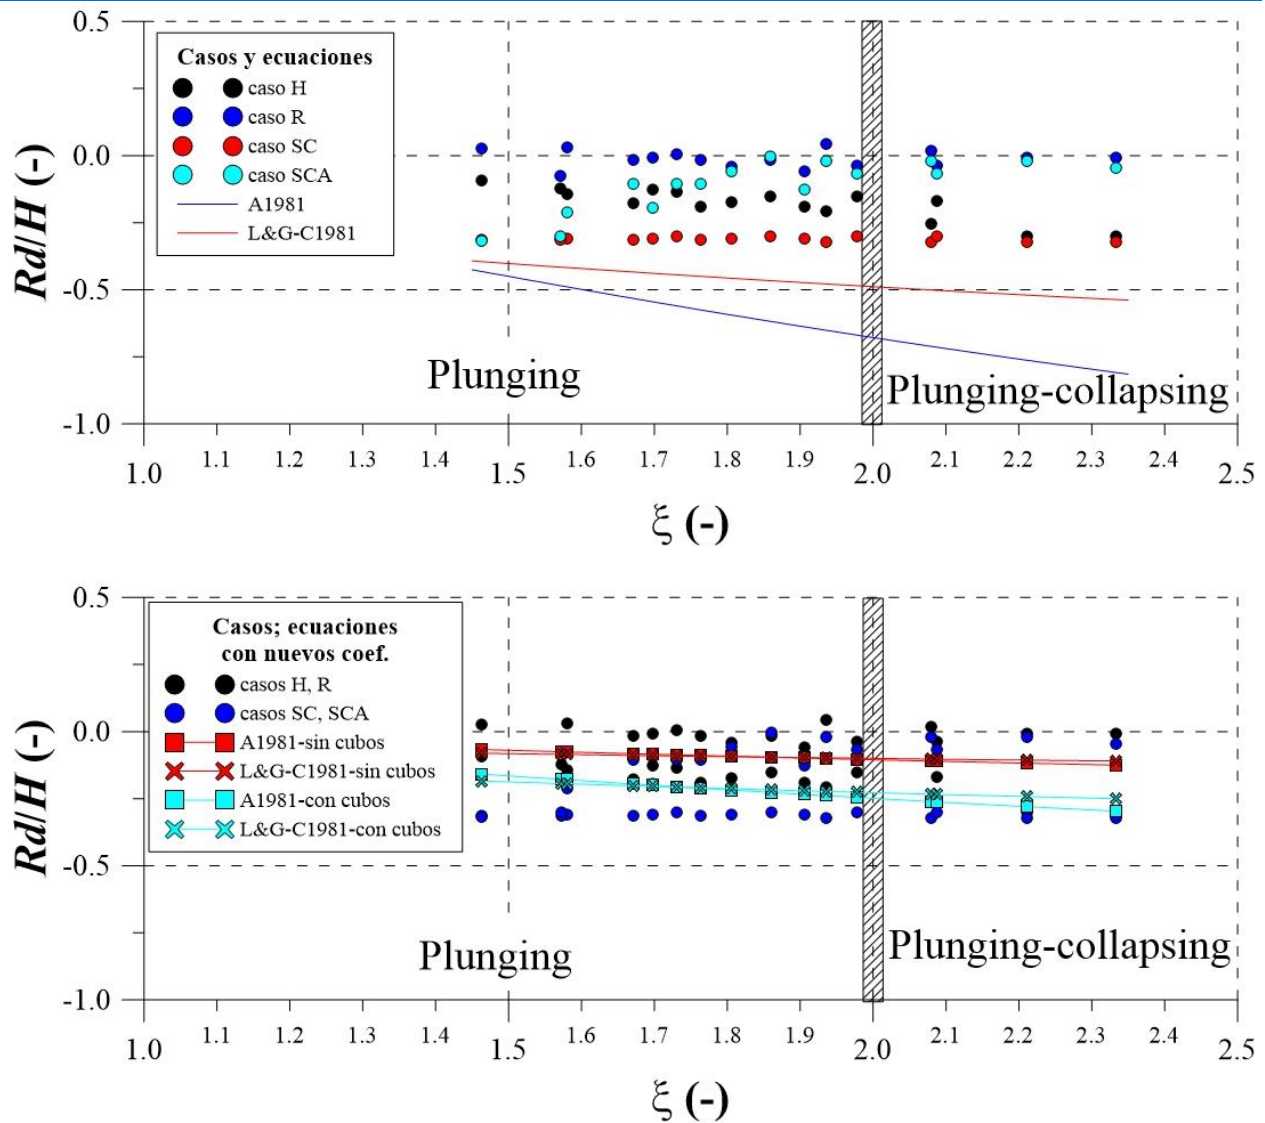 0.5
0.0
-0.5
-1.0
Rd/H (-)
Casos y ecuaciones
caso H
caso R
caso SC
caso SCA
A1981
L&G-C1981
Plunging
Plunging-collapsing
1.0 1.1 1.2 1.3 1.4 1.5 1.6 1.7 1.8 1.9 2.0 2.1 2.2 2.3 2.4 2.5
ξ (-)
0.5
0.0
-0.5
-1.0
Rd/H (-)
Casos; ecuaciones
con nuevos coef.
casos H, R
casos SC, SCA
A1981-sin cubos
L&G-C1981-sin cubos
A1981-con cubos
L&G-C1981-con cubos
Plunging
Plunging-collapsing
1.0 1.1 1.2 1.3 1.4 1.5 1.6 1.7 1.8 1.9 2.0 2.1 2.2 2.3 2.4 2.5
ξ (-)